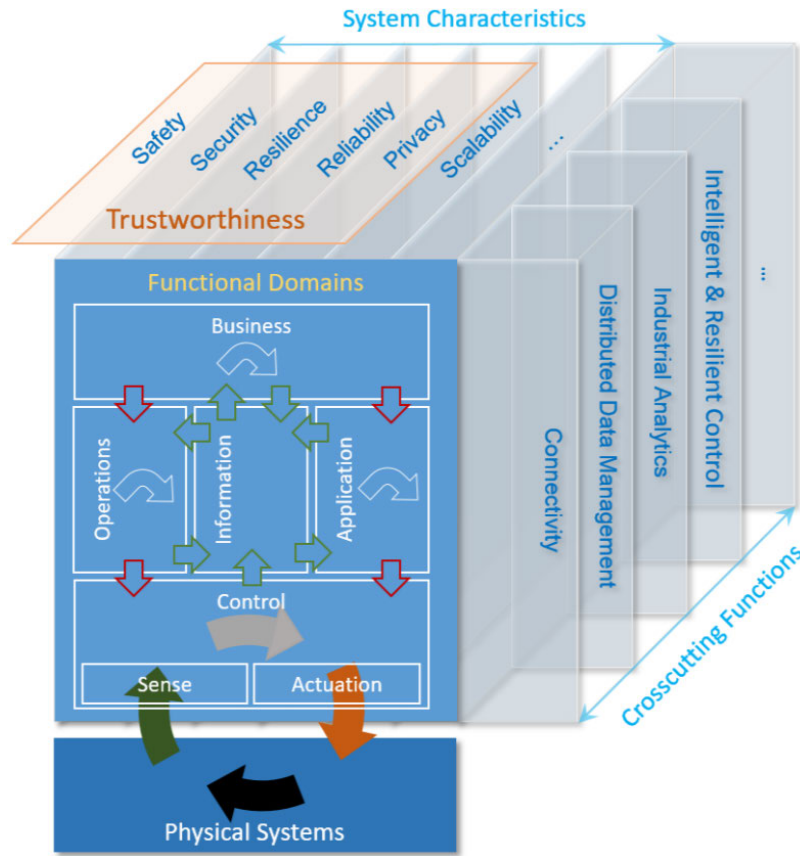 System Characteristics
Safety
Security
Resilience
Reliability
Privacy
Scalability
...
Trustworthiness
Functional Domains
Business
Operations
Information
Application
Control
Sense
Actuation
Physical Systems
Connectivity
Distributed Data Management
Industrial Analytics
Intelligent & Resilient Control
...
Crosscutting Functions